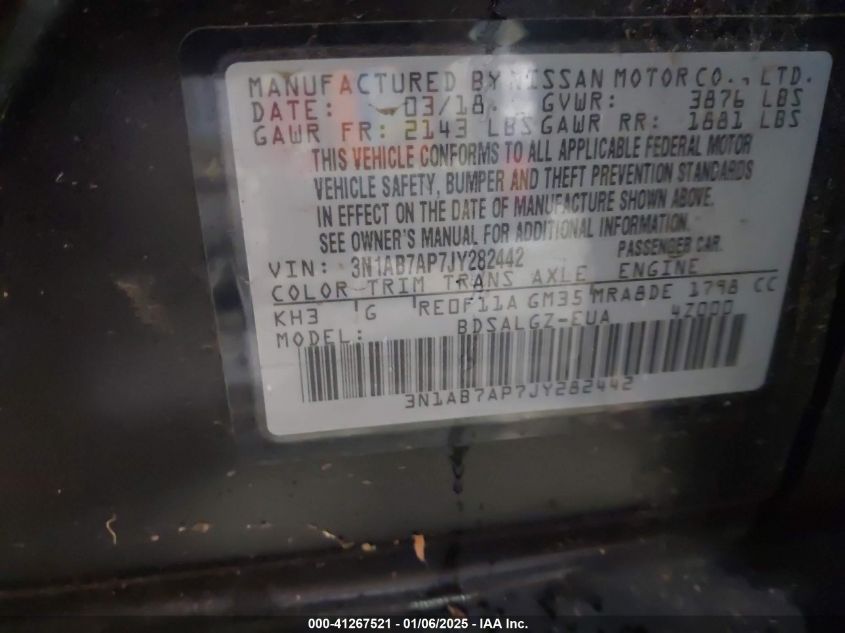 MANUFACTURED BY NISSAN MOTOR CO., LTD.
DATE: 03/18 GVWR: 3876 LBS
GAWR FR: 2143 LBS GAWR RR: 1881 LBS
THIS VEHICLE CONFORMS TO ALL APPLICABLE FEDERAL MOTOR
VEHICLE SAFETY, BUMPER AND THEFT PREVENTION STANDARDS
IN EFFECT ON THE DATE OF MANUFACTURE SHOWN ABOVE.
SEE OWNER'S MANUAL FOR ADDITIONAL INFORMATION.
VIN: 3N1AB7AP7JY282442 PASSENGER CAR
COLOR TRIM TRANS AXLE ENGINE
KH3 G RE0F11A GM35 MRA8DE 1798 CC
MODEL: BDSALGZ-EUA 4Z000
3N1AB7AP7JY282442
000-41267521 - 01/06/2025 - IAA Inc.